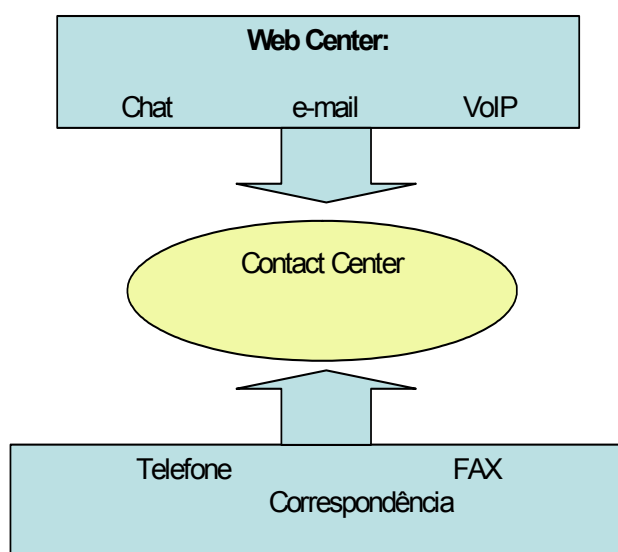 Web Center:
Chat e-mail VoIP
Contact Center
Telefone FAX
Correspondência